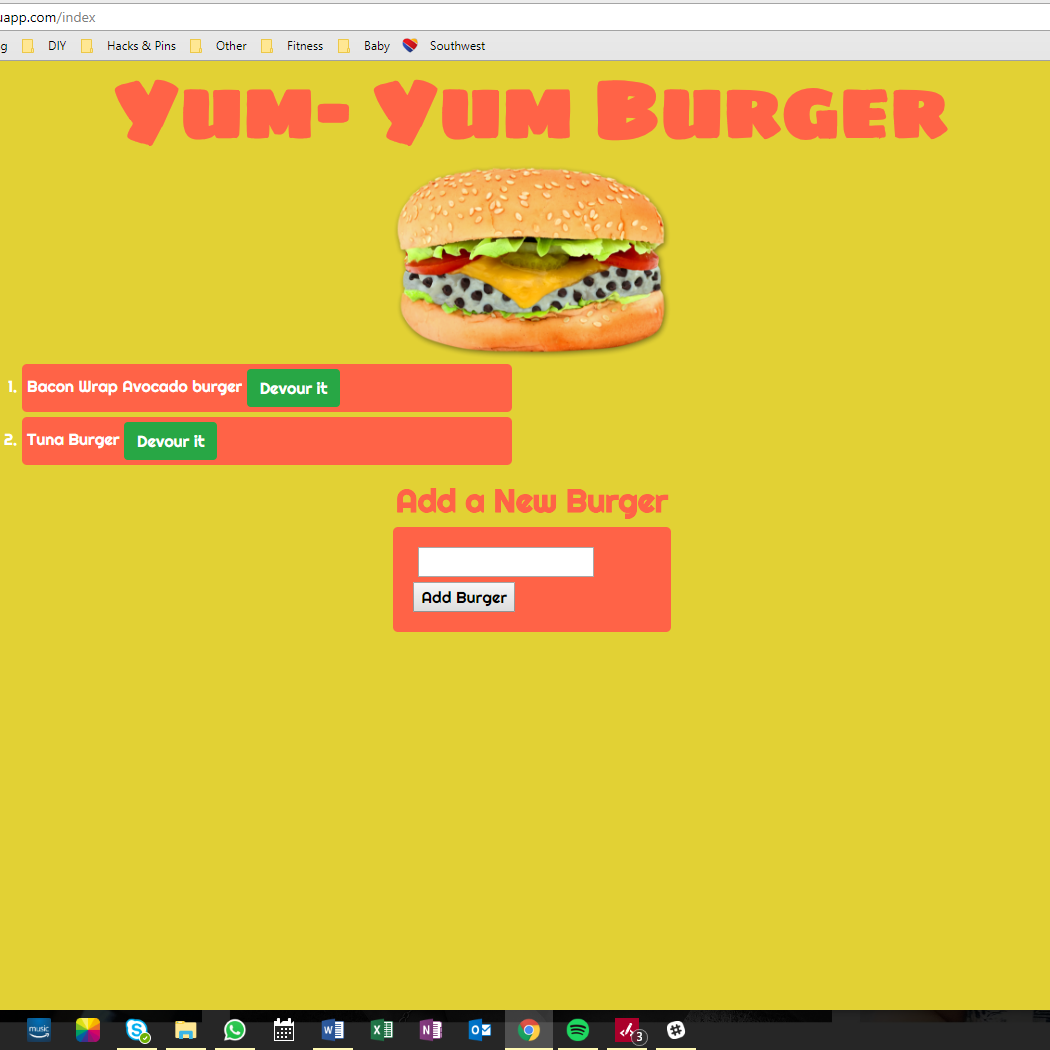 uapp.com/index
g DIY Hacks & Pins Other Fitness Baby Southwest
Yum- Yum Burger
1. Bacon Wrap Avocado burger Devour it
2. Tuna Burger Devour it
Add a New Burger
Add Burger
music W X N O S 3